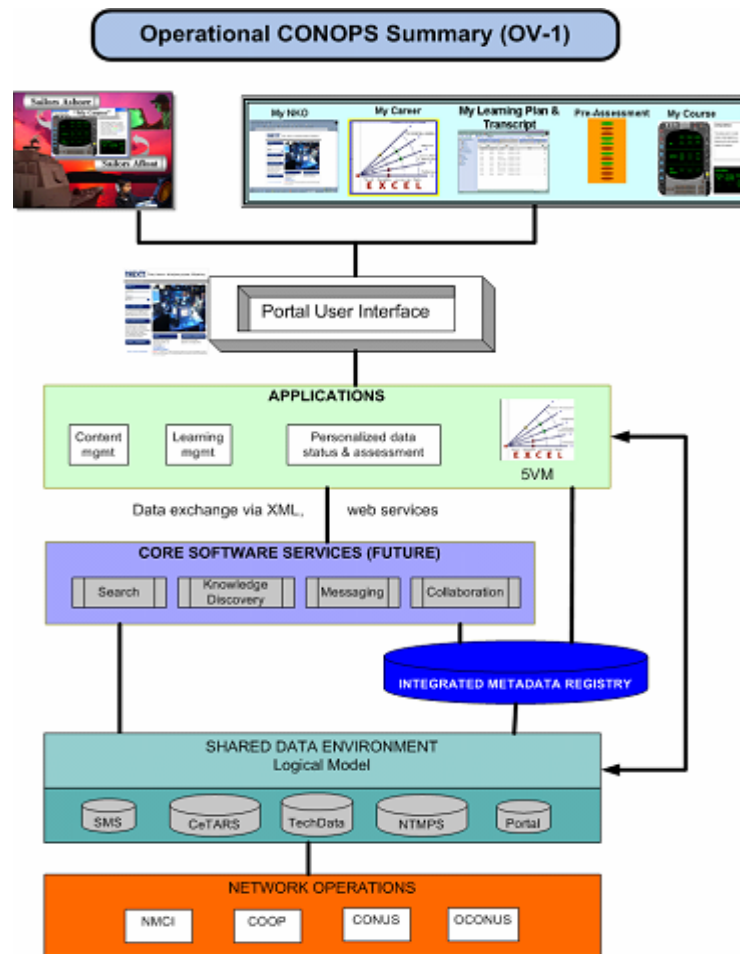 Operational CONOPS Summary (OV-1)
Sailors Ashore
"My Course"
Sailors Afloat
My NKO
My Career
My Learning Plan &
Transcript
Pre-Assessment
My Course
E X C E L
Portal User Interface
APPLICATIONS
Content
mgmt
Learning
mgmt
Personalized data
status & assessment
E X C E L
5VM
Data exchange via XML, web services
CORE SOFTWARE SERVICES (FUTURE)
Search
Knowledge
Discovery
Messaging
Collaboration
INTEGRATED METADATA REGISTRY
SHARED DATA ENVIRONMENT
Logical Model
SMS
CeTARS
TechData
NTMPS
Portal
NETWORK OPERATIONS
NMCI
COOP
CONUS
OCONUS